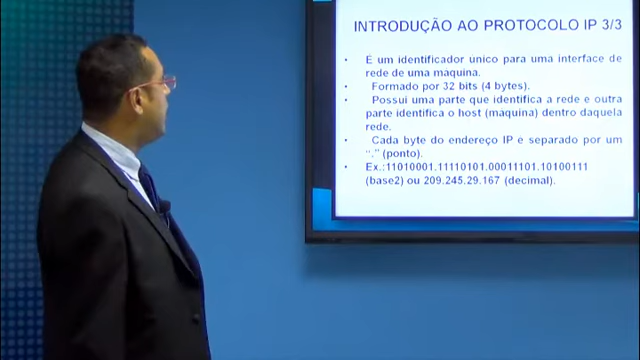 INTRODUÇÃO AO PROTOCOLO IP 3/3
• É um identificador único para uma interface de
rede de uma máquina.
• Formado por 32 bits (4 bytes).
• Possui uma parte que identifica a rede e outra
parte identifica o host (máquina) dentro daquela
rede.
• Cada byte do endereço IP é separado por um
“.” (ponto).
• Ex.:11010001.11110101.00011101.10100111
(base2) ou 209.245.29.167 (decimal).